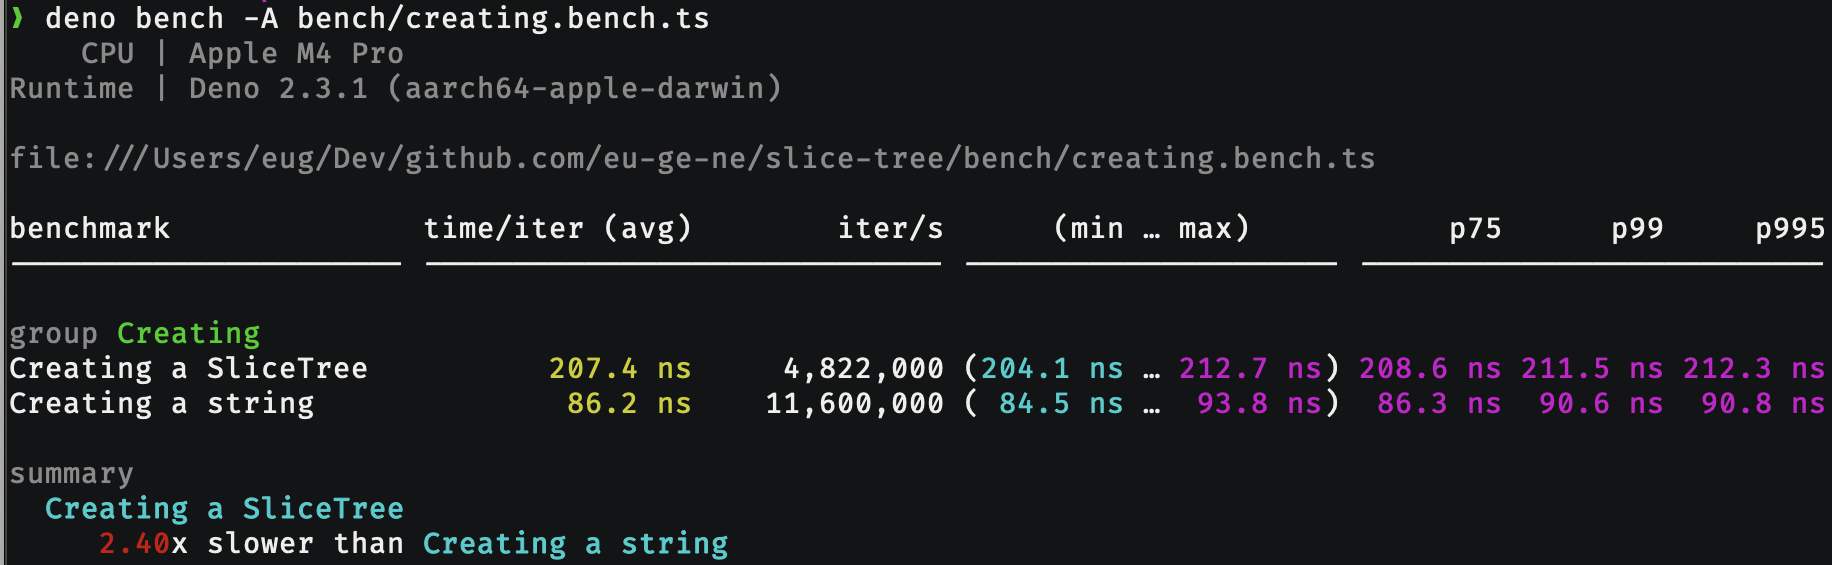 ❯ deno bench -A bench/creating.bench.ts
    CPU | Apple M4 Pro
Runtime | Deno 2.3.1 (aarch64-apple-darwin)
file:///Users/eug/Dev/github.com/eu-ge-ne/slice-tree/bench/creating.bench.ts
benchmark time/iter (avg) iter/s (min … max) p75 p99 p995
group Creating
Creating a SliceTree 207.4 ns 4,822,000 (204.1 ns … 212.7 ns) 208.6 ns 211.5 ns 212.3 ns
Creating a string 86.2 ns 11,600,000 ( 84.5 ns … 93.8 ns) 86.3 ns 90.6 ns 90.8 ns
summary
  Creating a SliceTree
     2.40x slower than Creating a string